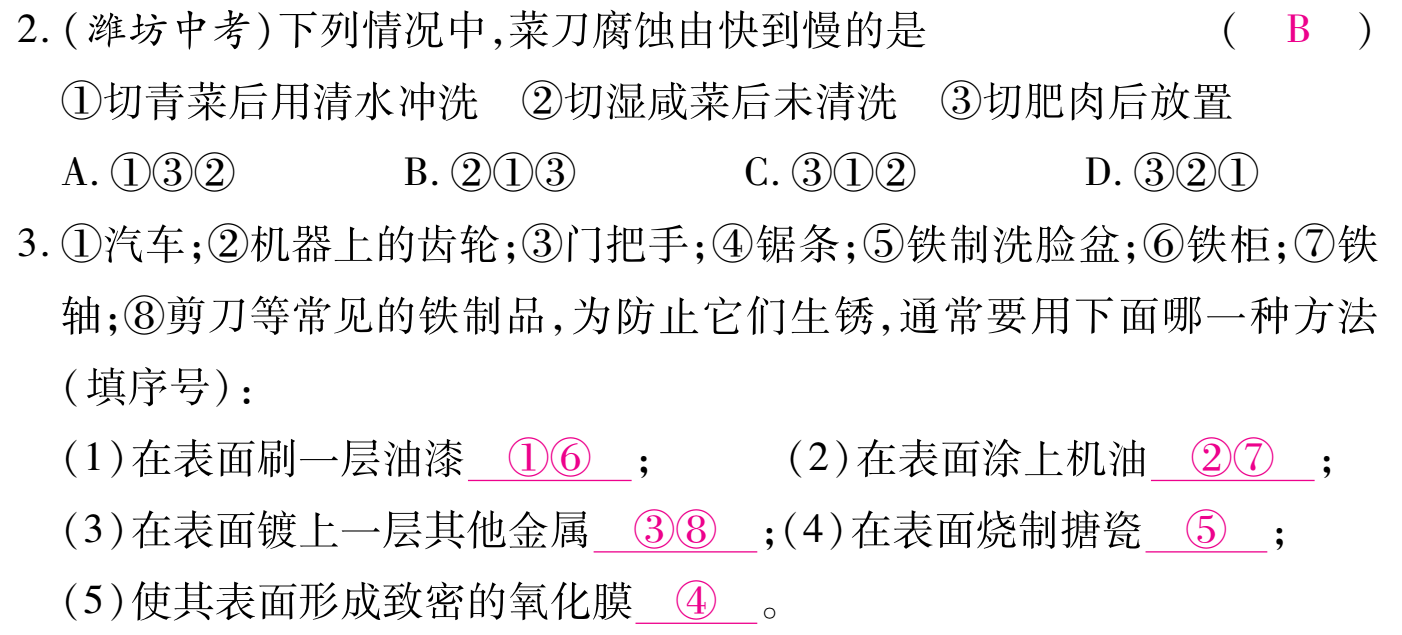 2. (潍坊中考)下列情况中,菜刀腐蚀由快到慢的是 ( B )
①切青菜后用清水冲洗 ②切湿咸菜后未清洗 ③切肥肉后放置
A. ①③② B. ②①③ C. ③①② D. ③②①
3. ①汽车;②机器上的齿轮;③门把手;④锯条;⑤铁制洗脸盆;⑥铁柜;⑦铁
轴;⑧剪刀等常见的铁制品,为防止它们生锈,通常要用下面哪一种方法
(填序号):
(1)在表面刷一层油漆 ①⑥ ; (2)在表面涂上机油 ②⑦ ;
(3)在表面镀上一层其他金属 ③⑧ ;(4)在表面烧制搪瓷 ⑤ ;
(5)使其表面形成致密的氧化膜 ④ 。